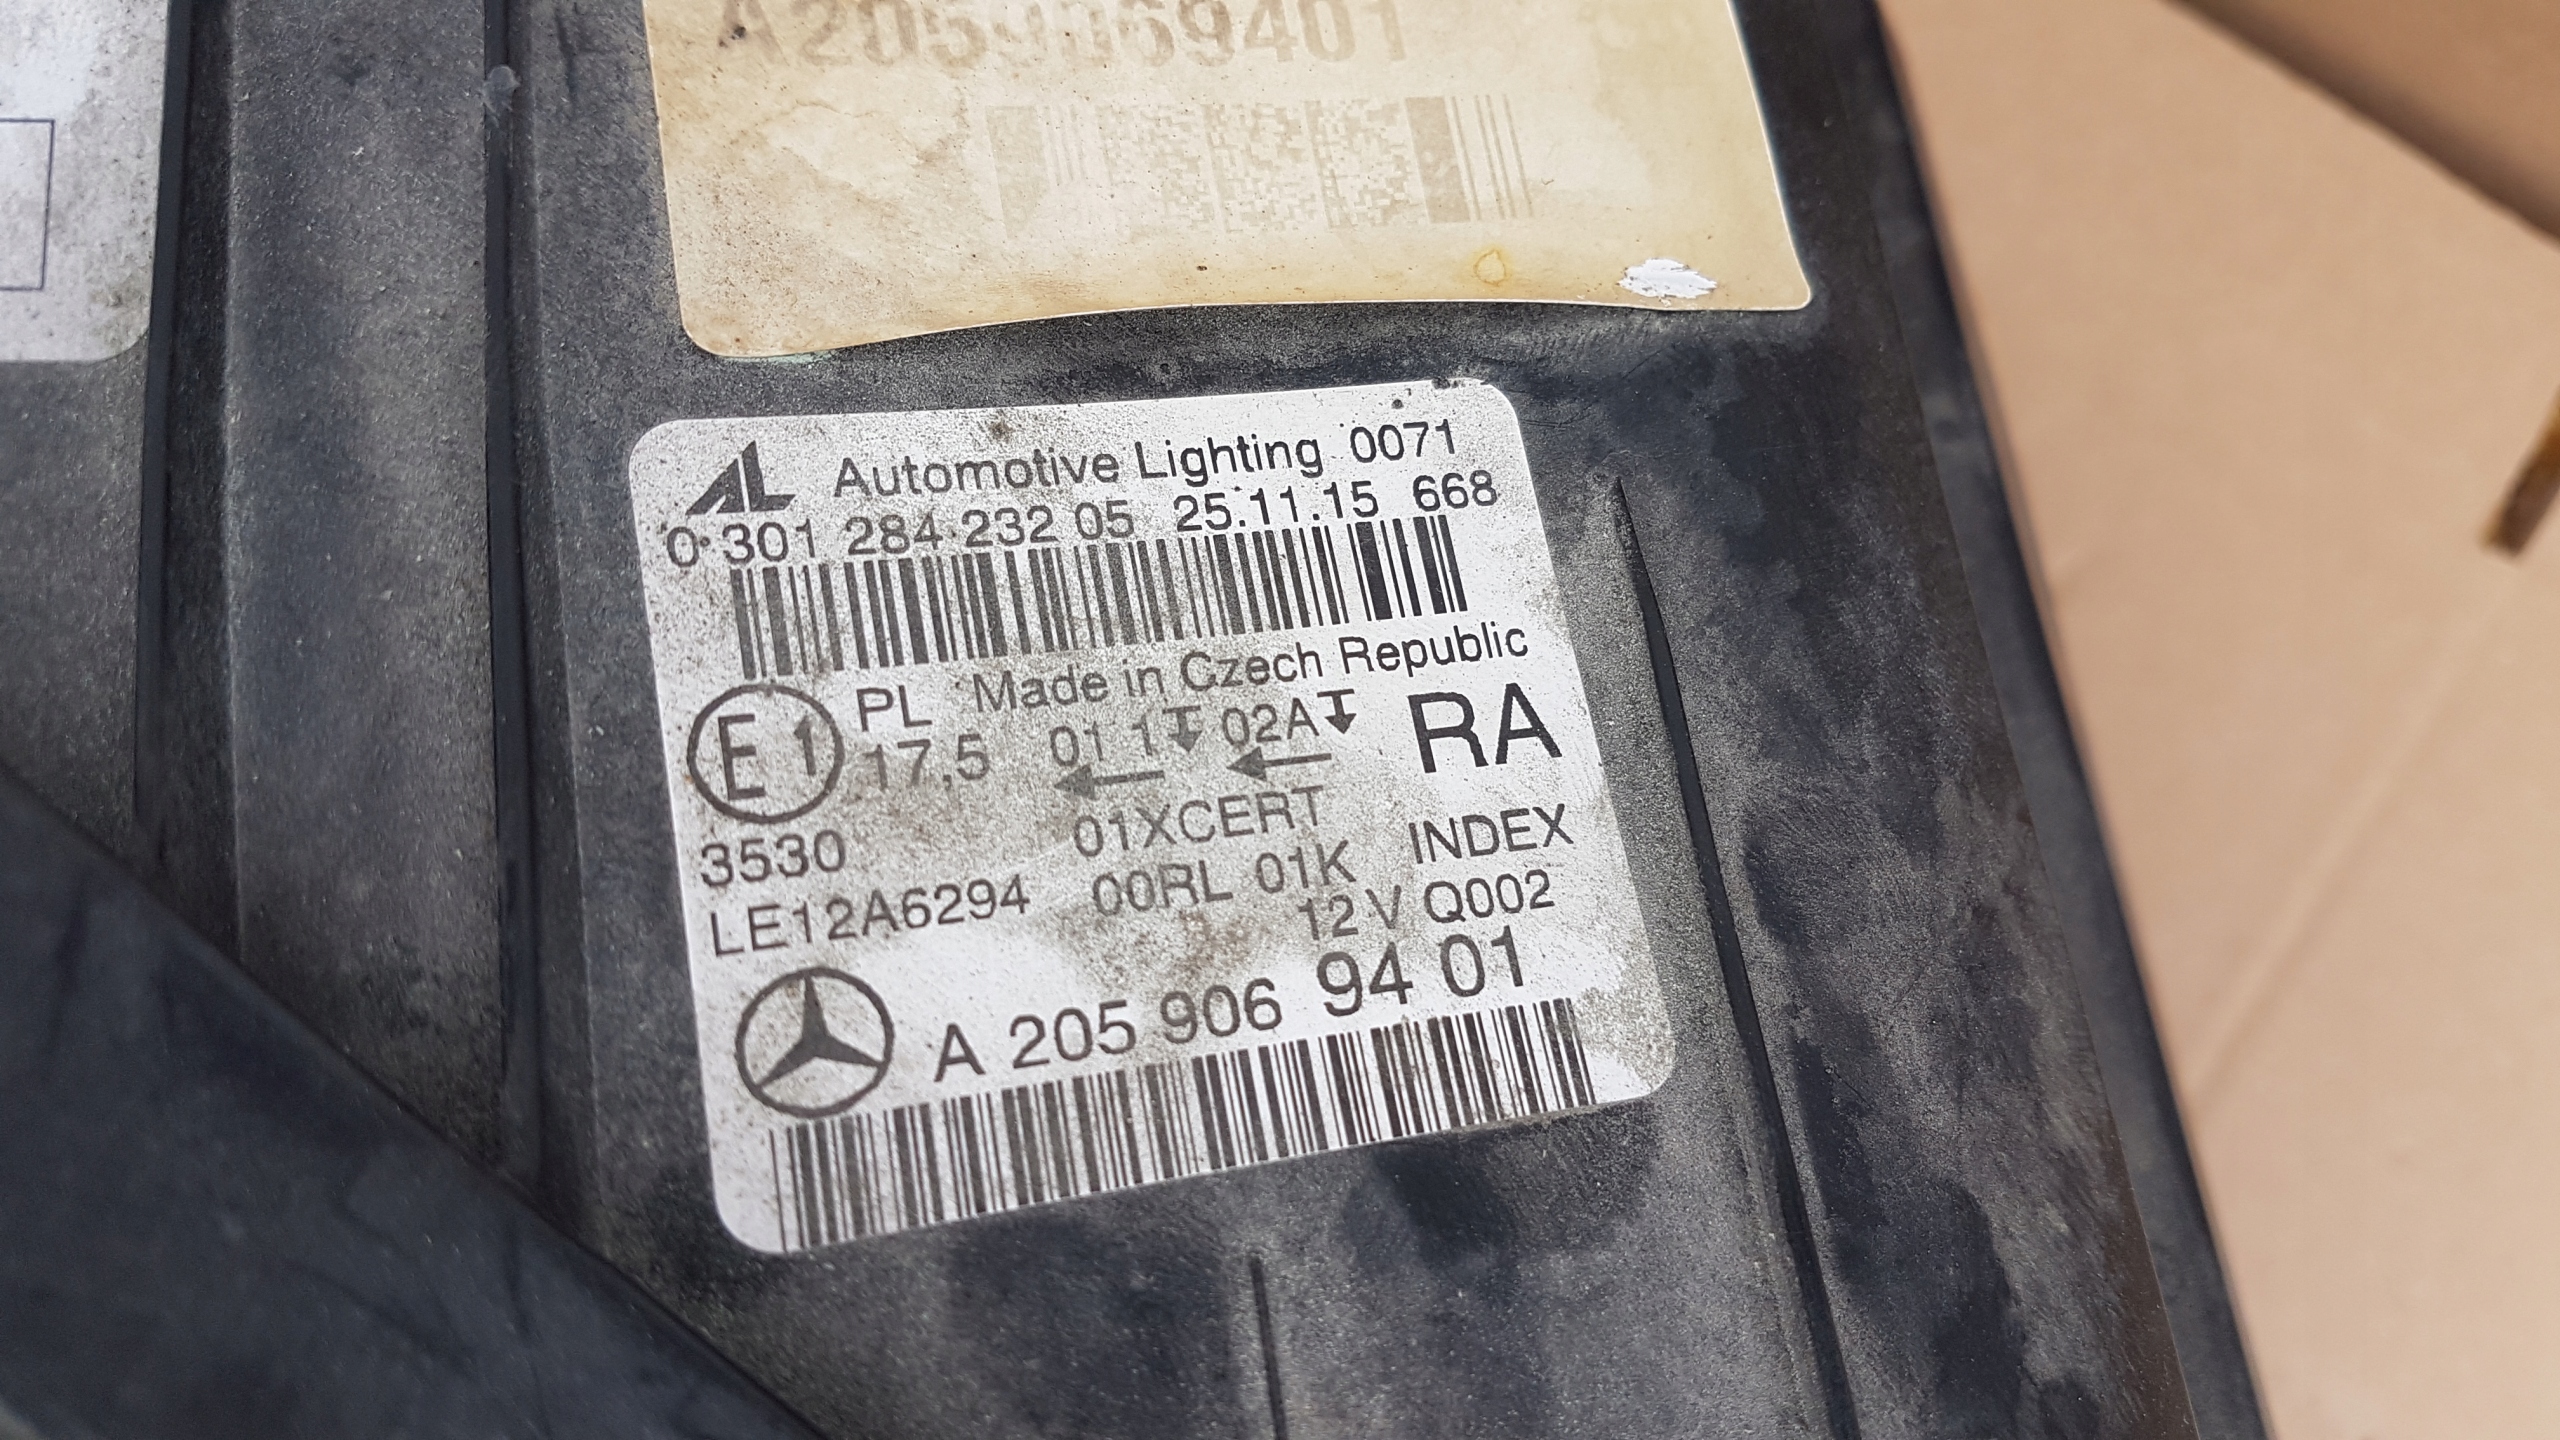 A2059069401
AL Automotive Lighting 0071
0 301 284 232 05 25.11.15 668
Made in Czech Republic
E1 PL 17,5 01 1 02A RA
01XCERT
3530 00RL 01K INDEX
LE12A6294 12 V Q002
A 205 906 94 01